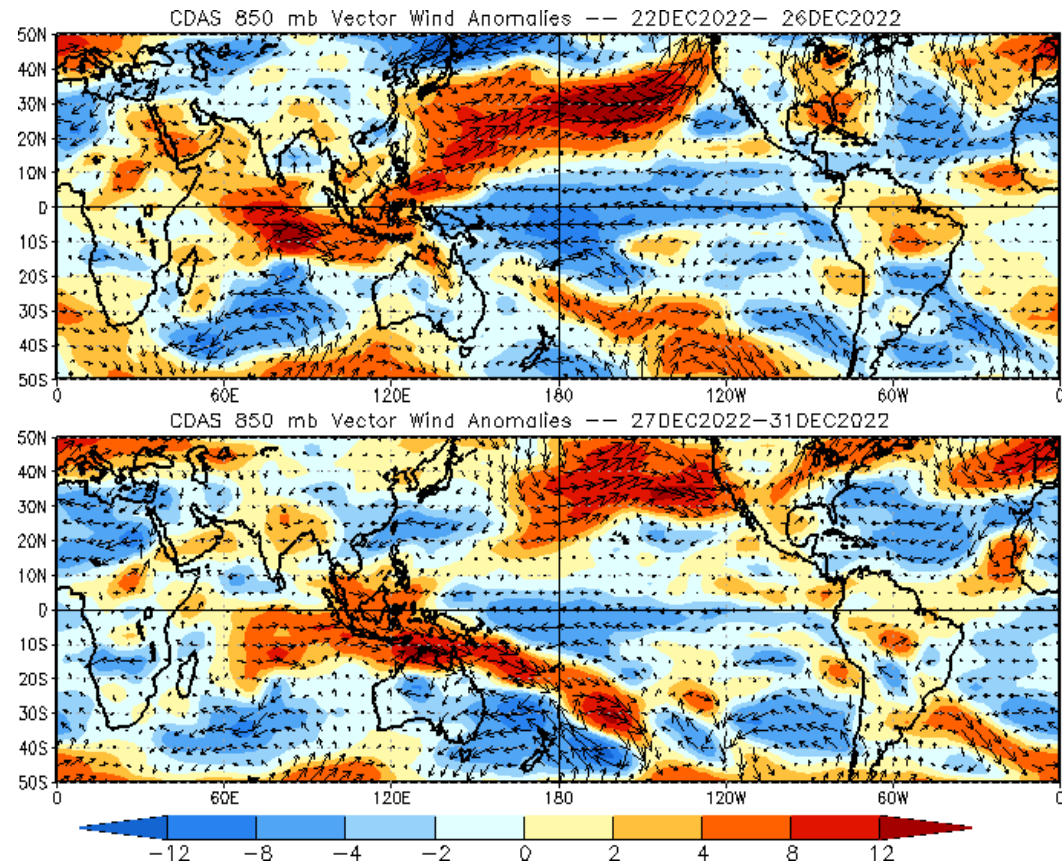 CDAS 850 mb Vector Wind Anomalies -- 22DEC2022- 26DEC2022
50N
40N
30N
20N
10N
0
10S
20S
30S
40S
50S
0 60E 120E 180 120W 60W 0
CDAS 850 mb Vector Wind Anomalies -- 27DEC2022-31DEC2022
50N
40N
30N
20N
10N
0
10S
20S
30S
40S
50S
0 60E 120E 180 120W 60W 0
-12 -8 -4 -2 0 2 4 8 12